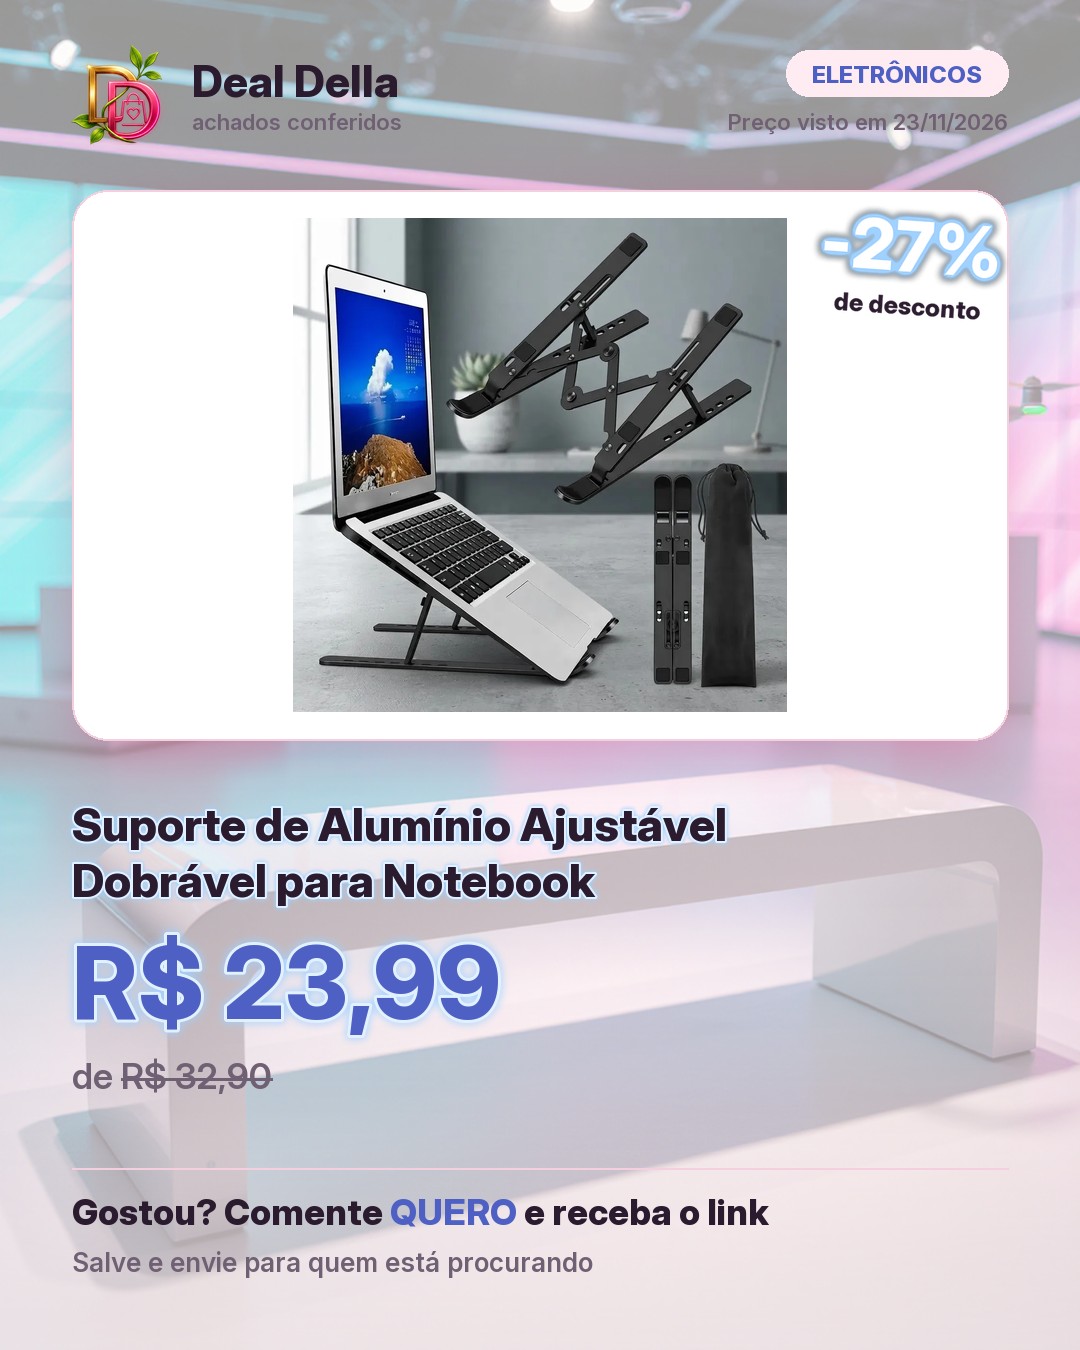 Deal Della
achados conferidos
ELETRÔNICOS
Preço visto em 23/11/2026
-27%
de desconto
Suporte de Alumínio Ajustável
Dobrável para Notebook
R$ 23,99
de R$ 32,90
Gostou? Comente QUERO e receba o link
Salve e envie para quem está procurando